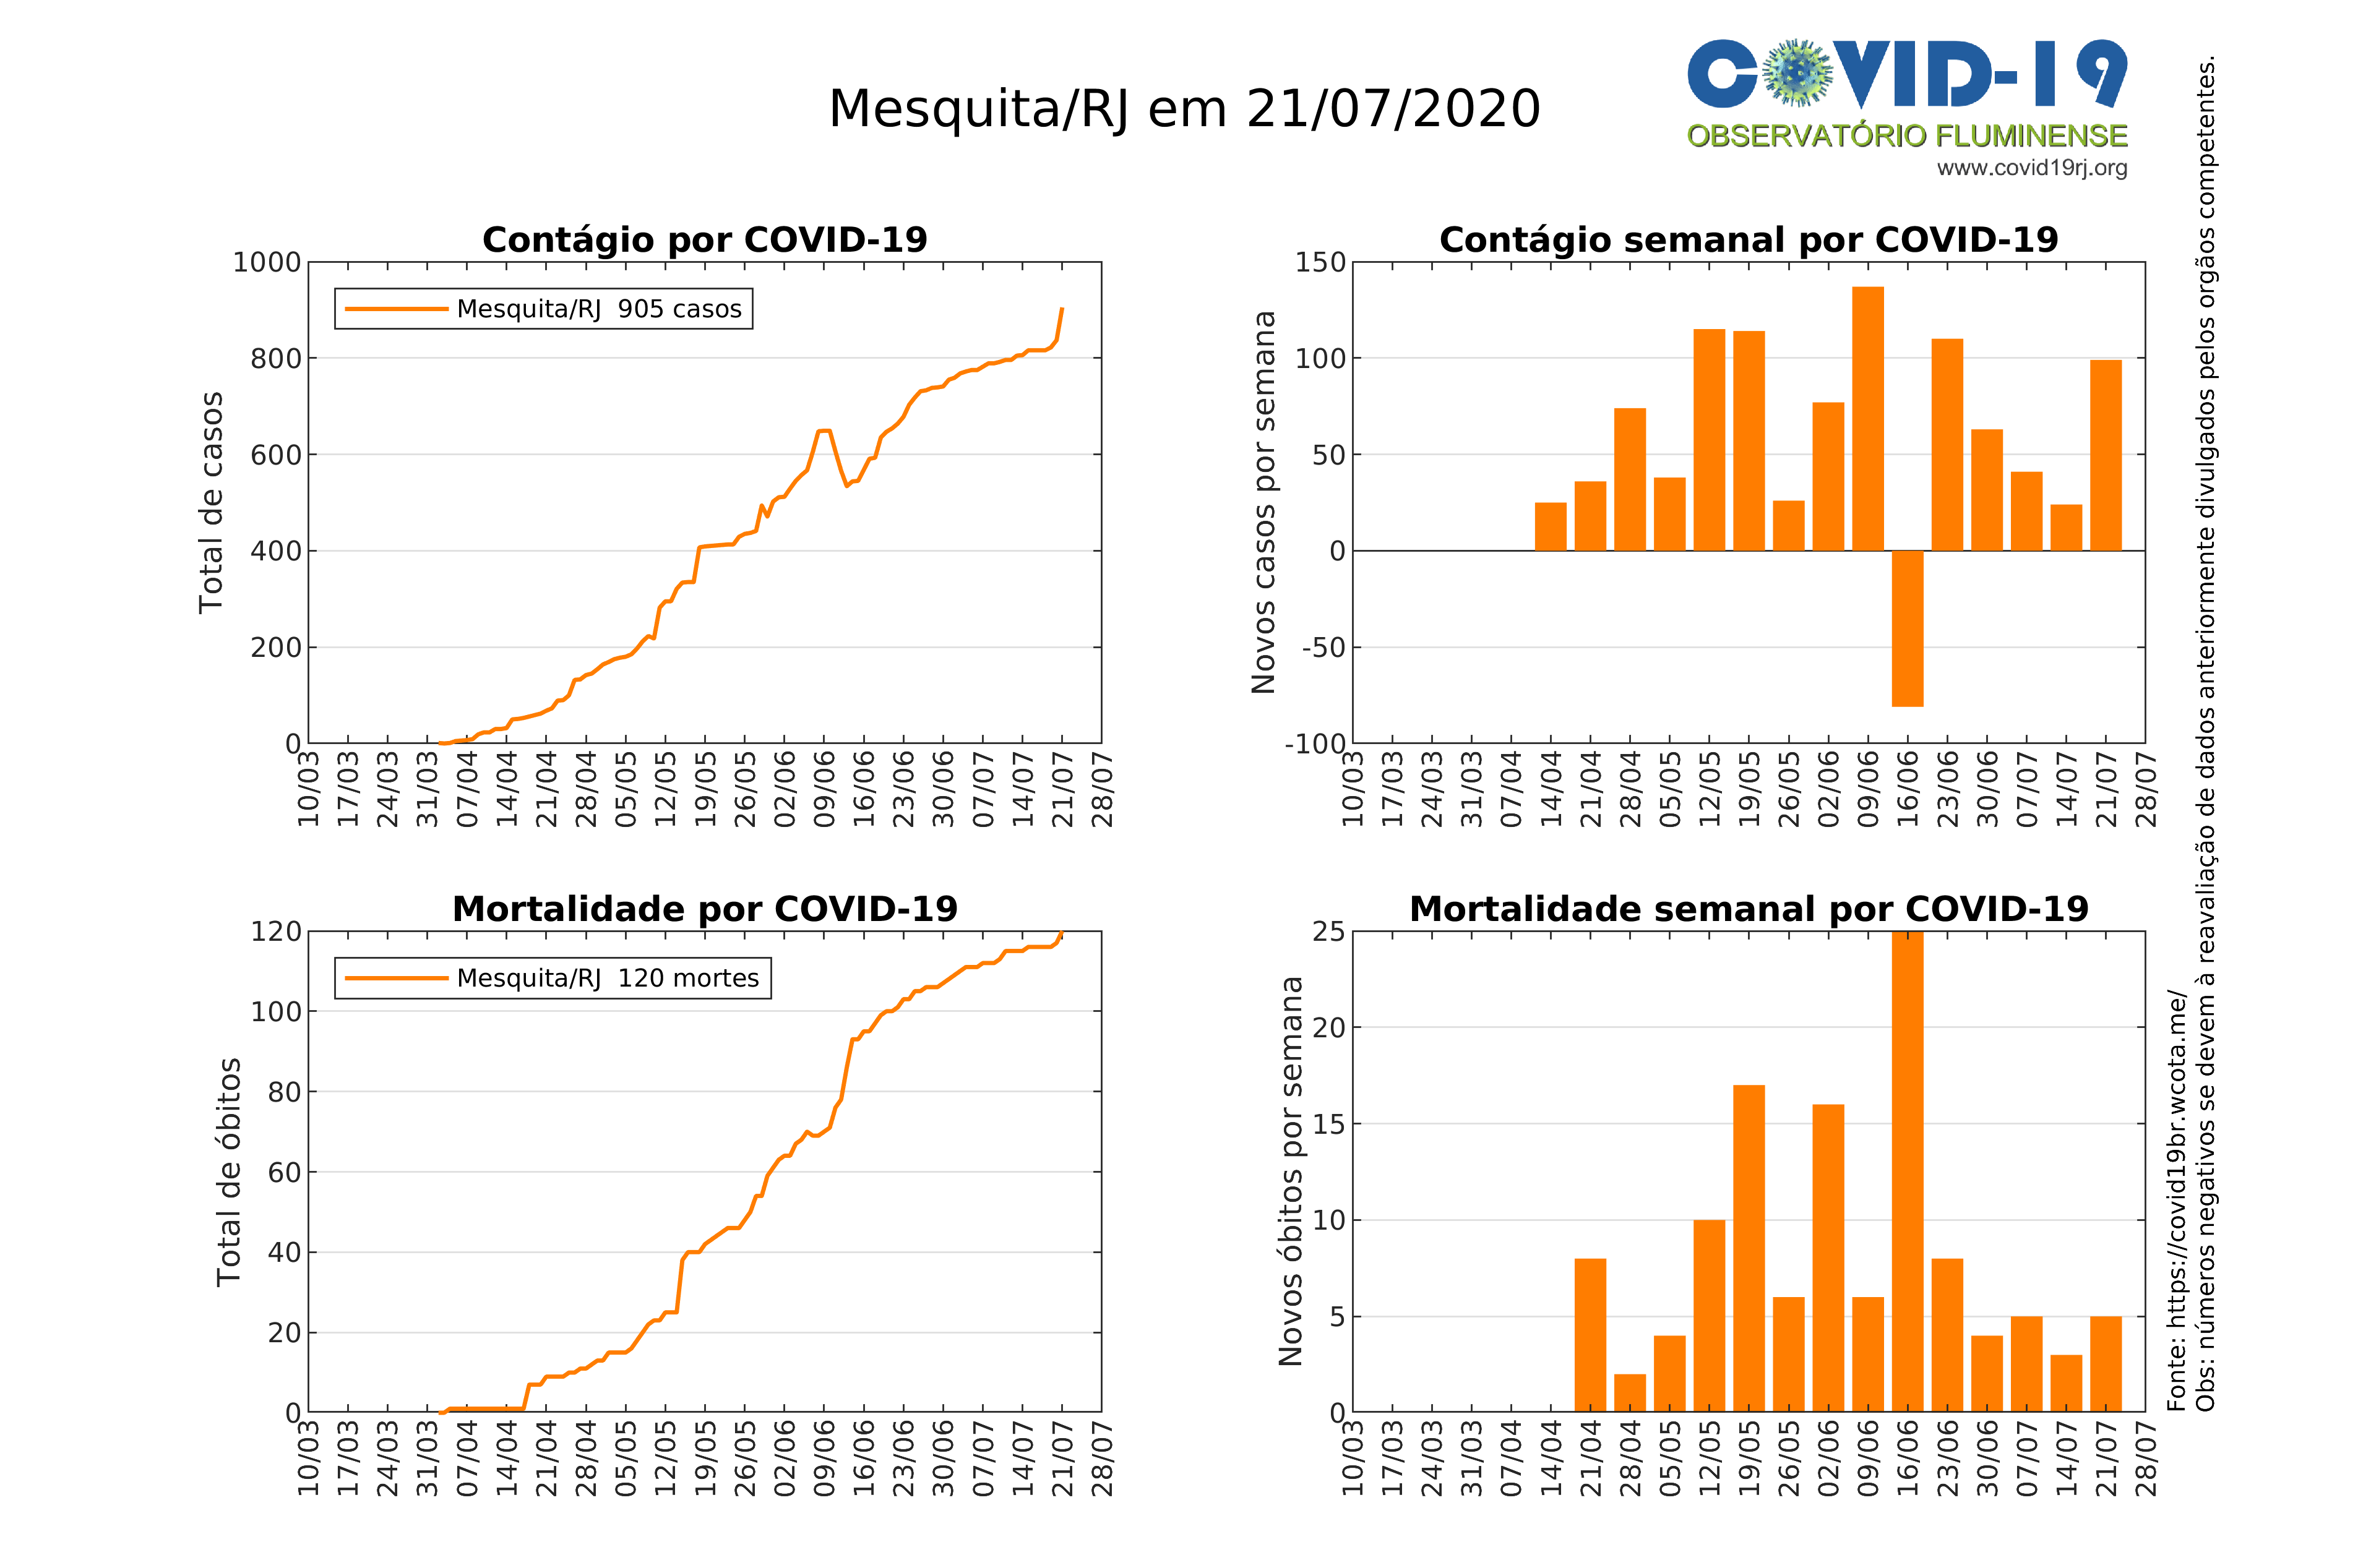 Mesquita/RJ em 21/07/2020
COVID-19
OBSERVATÓRIO FLUMINENSE
www.covid19rj.org
Contágio por COVID-19
Total de casos
1000
800
600
400
200
0
Mesquita/RJ 905 casos
10/03 17/03 24/03 31/03 07/04 14/04 21/04 28/04 05/05 12/05 19/05 26/05 02/06 09/06 16/06 23/06 30/06 07/07 14/07 21/07 28/07
Contágio semanal por COVID-19
Novos casos por semana
150
100
50
0
-50
-100
10/03 17/03 24/03 31/03 07/04 14/04 21/04 28/04 05/05 12/05 19/05 26/05 02/06 09/06 16/06 23/06 30/06 07/07 14/07 21/07 28/07
Mortalidade por COVID-19
Total de óbitos
120
100
80
60
40
20
0
Mesquita/RJ 120 mortes
10/03 17/03 24/03 31/03 07/04 14/04 21/04 28/04 05/05 12/05 19/05 26/05 02/06 09/06 16/06 23/06 30/06 07/07 14/07 21/07 28/07
Mortalidade semanal por COVID-19
Novos óbitos por semana
25
20
15
10
5
0
10/03 17/03 24/03 31/03 07/04 14/04 21/04 28/04 05/05 12/05 19/05 26/05 02/06 09/06 16/06 23/06 30/06 07/07 14/07 21/07 28/07
Fonte: https://covid19br.wcota.me/
Obs: números negativos se devem à reavaliação de dados anteriormente divulgados pelos orgãos competentes.